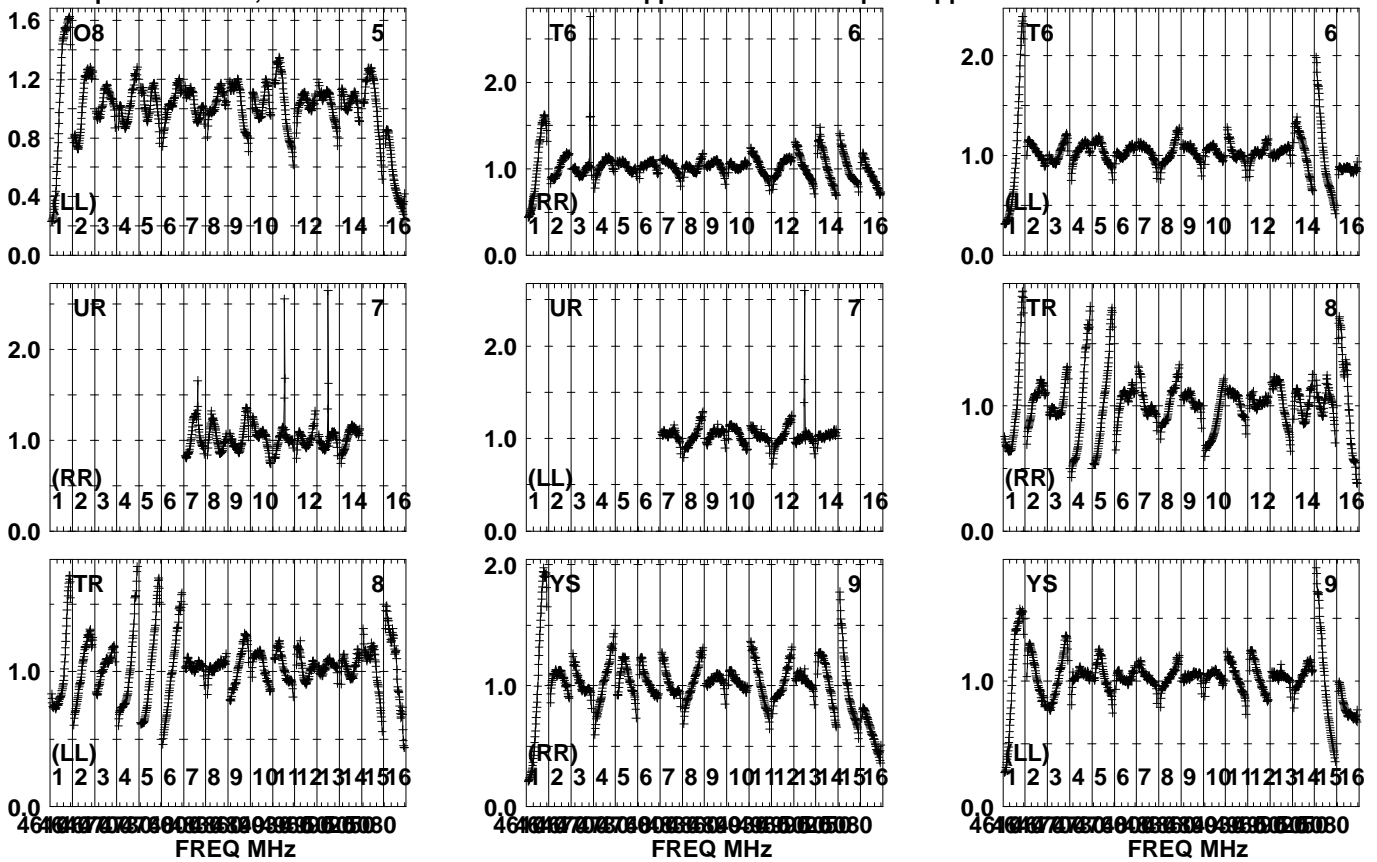 1.6 O8 5
1.2
0.8
0.4 (LL)
1 2 3 4 5 6 7 8 9 10 12 14 16
0.0
T6 6
2.0
1.0
(RR)
1 2 3 4 5 6 7 8 9 10 12 14 16
0.0
T6 6
2.0
1.0
(LL)
1 2 3 4 5 6 7 8 9 10 12 14 16
0.0
UR 7
2.0
1.0
(RR)
1 2 3 4 5 6 7 8 9 10 12 14 16
0.0
UR 7
2.0
1.0
(LL)
1 2 3 4 5 6 7 8 9 10 12 14 16
0.0
TR 8
1.0
(RR)
1 2 3 4 5 6 7 8 9 10 12 14 16
0.0
TR 8
1.0
(LL)
1 2 3 4 5 6 7 8 9 10 11 12 13 14 15 16
0.0
FREQ MHz
2.0 YS 9
1.0
(RR)
1 2 3 4 5 6 7 8 9 10 11 12 13 14 15 16
0.0
FREQ MHz
YS 9
1.0
(LL)
1 2 3 4 5 6 7 8 9 10 11 12 13 14 15 16
0.0
FREQ MHz